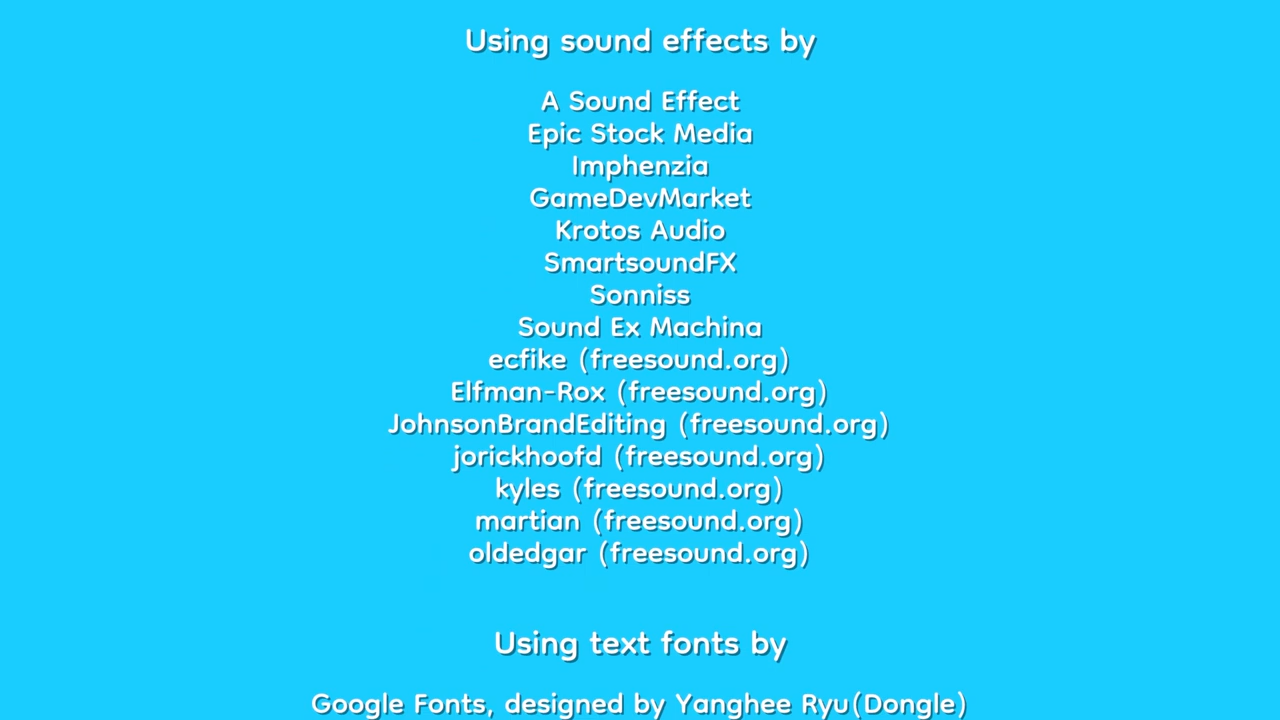 Using sound effects by
A Sound Effect
Epic Stock Media
Imphenzia
GameDevMarket
Krotos Audio
SmartsoundFX
Sonniss
Sound Ex Machina
ecfike (freesound.org)
Elfman-Rox (freesound.org)
JohnsonBrandEditing (freesound.org)
jorickhoofd (freesound.org)
kyles (freesound.org)
martian (freesound.org)
oldedgar (freesound.org)
Using text fonts by
Google Fonts, designed by Yanghee Ryu(Dongle)